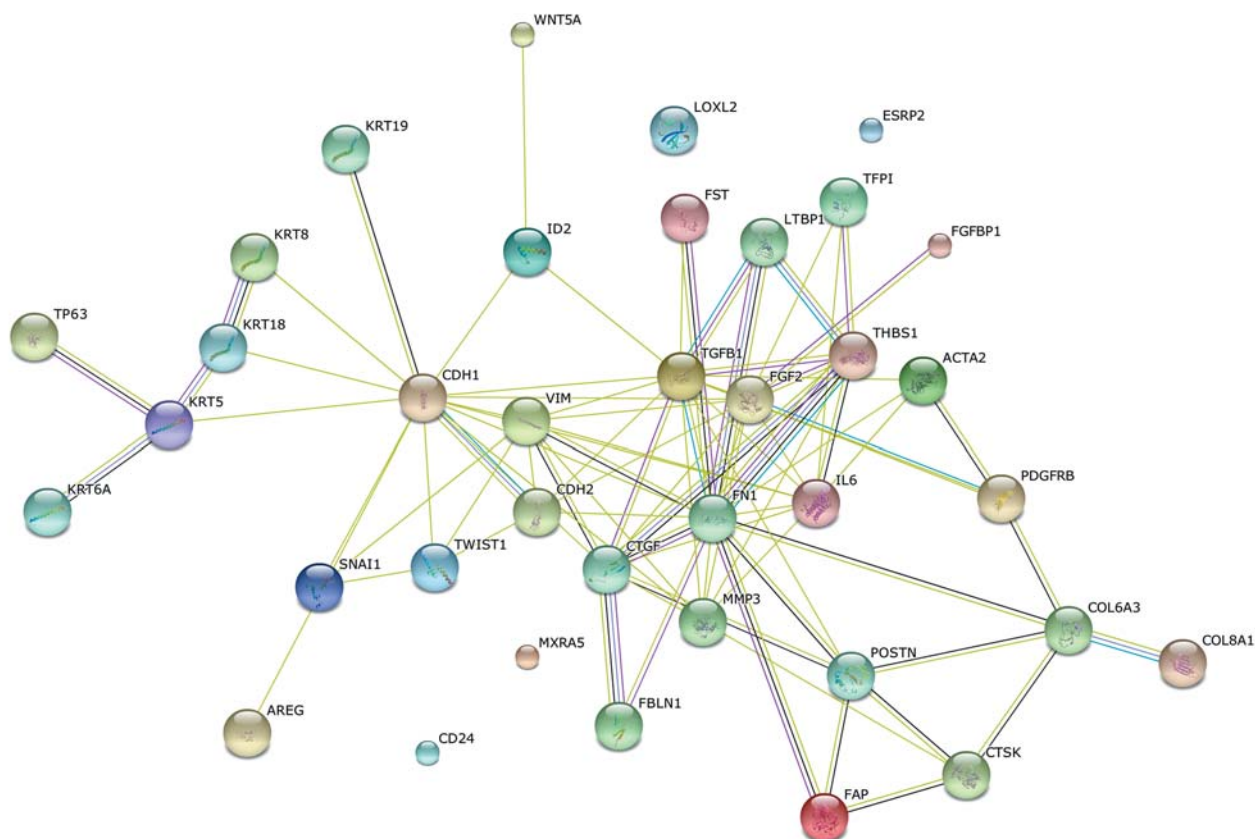 WNT5A
LOXL2
ESRP2
KRT19
TFPI
FST
LTBP1
FGFBP1
KRT8
ID2
TP63
KRT18
THBS1
TGFB1
ACTA2
CDH1
FGF2
VIM
KRT5
IL6
PDGFRB
CDH2
FN1
KRT6A
SNAI1
TWIST1
CTGF
MMP3
COL6A3
COL8A1
MXRA5
POSTN
FBLN1
AREG
CD24
CTSK
FAP